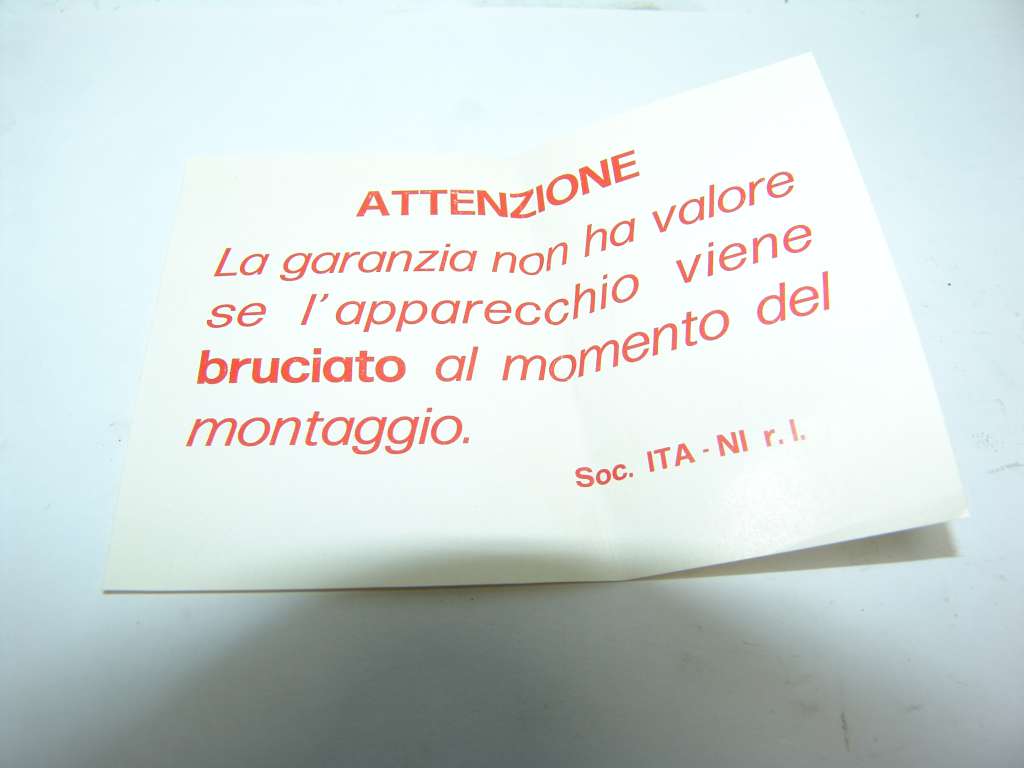 ATTENZIONE
La garanzia non ha valore
se l'apparecchio viene
bruciato al momento del
montaggio.
Soc. ITA - NI r. l.